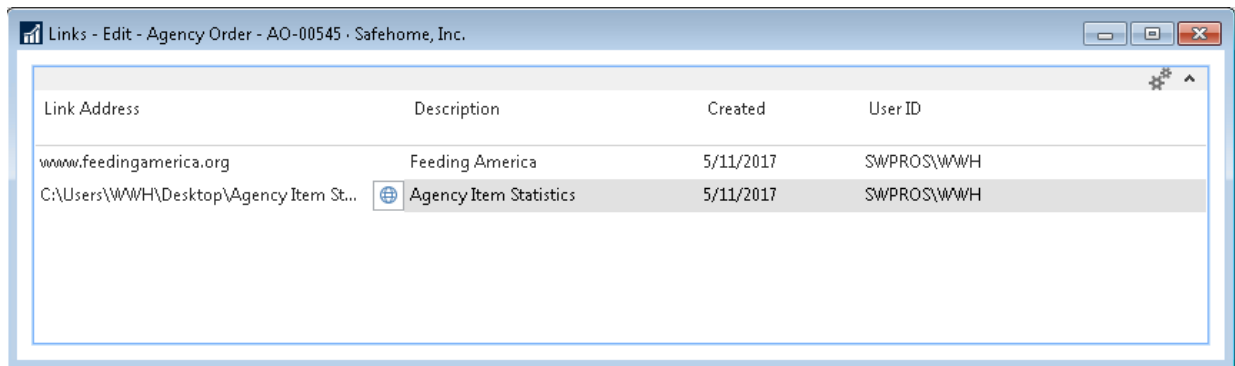 Links - Edit - Agency Order - AO-00545 · Safehome, Inc.
Link Address Description Created User ID
www.feedingamerica.org Feeding America 5/11/2017 SWPROS\WWH
C:\Users\WWH\Desktop\Agency Item St... Agency Item Statistics 5/11/2017 SWPROS\WWH